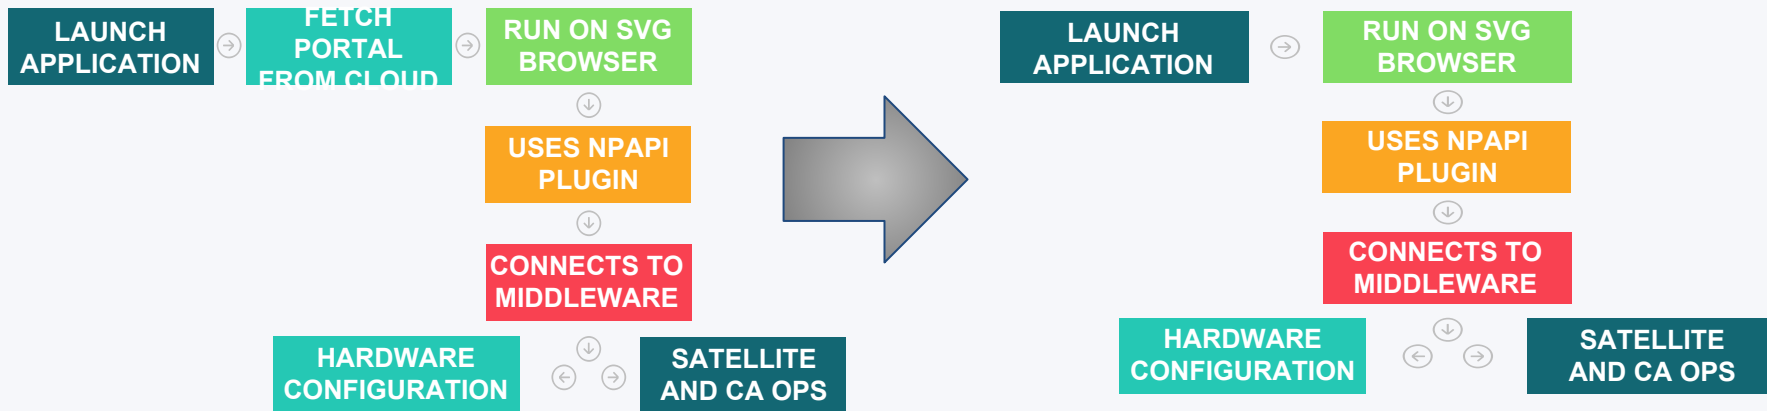 LAUNCH
APPLICATION
FETCH
PORTAL
FROM CLOUD
RUN ON SVG
BROWSER
USES NPAPI
PLUGIN
CONNECTS TO
MIDDLEWARE
HARDWARE
CONFIGURATION
SATELLITE
AND CA OPS
LAUNCH
APPLICATION
RUN ON SVG
BROWSER
USES NPAPI
PLUGIN
CONNECTS TO
MIDDLEWARE
HARDWARE
CONFIGURATION
SATELLITE
AND CA OPS